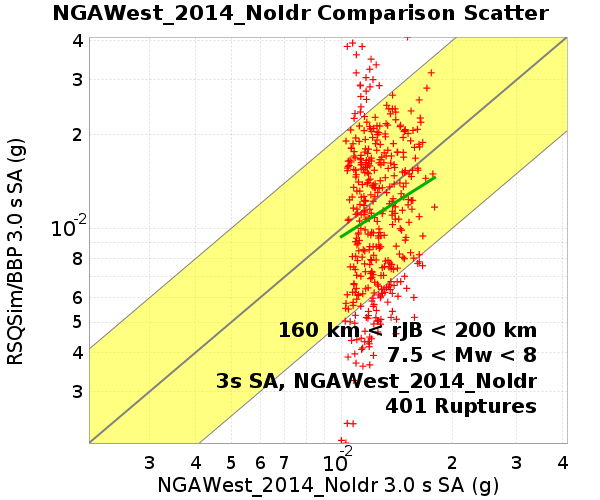 NGAWest_2014_NoIdr Comparison Scatter
RSQSim/BBP 3.0 s SA (g)
4
3
2
10-2
8
6
5
4
3
160 km < rJB < 200 km
7.5 < Mw < 8
3s SA, NGAWest_2014_NoIdr
401 Ruptures
3 4 5 6 7 10-2 2 3 4
NGAWest_2014_NoIdr 3.0 s SA (g)